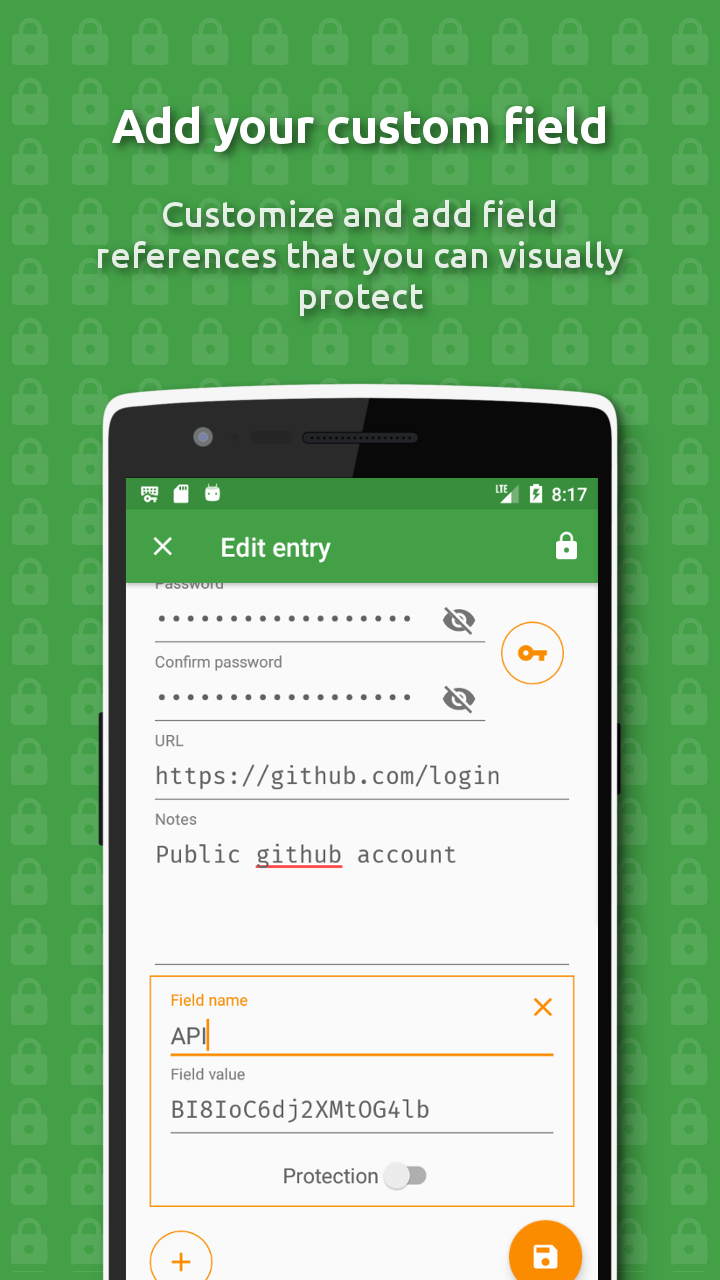 Add your custom field
Customize and add field
references that you can visually
protect
LTE 8:17
Edit entry
Password
Confirm password
URL
https://github.com/login
Notes
Public github account
Field name
API
Field value
BI8IoC6dj2XMtOG4lb
Protection